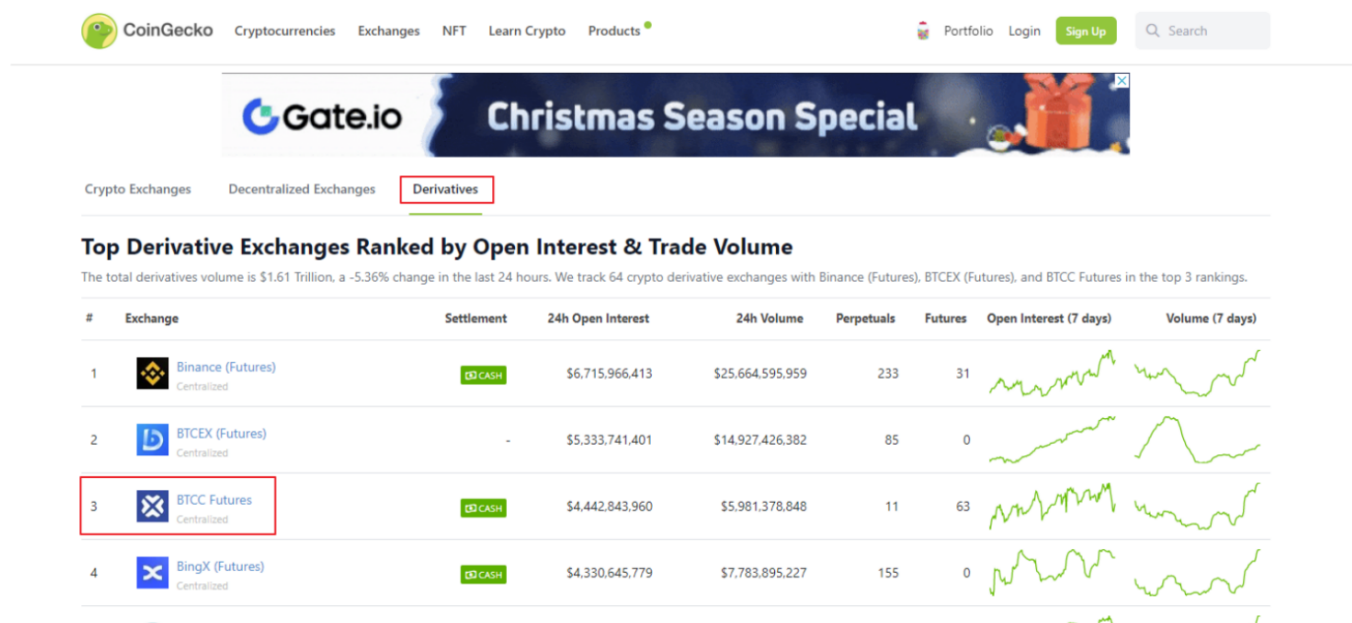 CoinGecko Cryptocurrencies Exchanges NFT Learn Crypto Products Portfolio Login Sign Up Search
Gate.io Christmas Season Special
Crypto Exchanges Decentralized Exchanges Derivatives
Top Derivative Exchanges Ranked by Open Interest & Trade Volume
The total derivatives volume is $1.61 Trillion, a -5.36% change in the last 24 hours. We track 64 crypto derivative exchanges with Binance (Futures), BTCEX (Futures), and BTCC Futures in the top 3 rankings.
# Exchange Settlement 24h Open Interest 24h Volume Perpetuals Futures Open Interest (7 days) Volume (7 days)
1 Binance (Futures) CASH $6,715,966,413 $25,664,595,959 233 31
Centralized
2 BTCEX (Futures) - $5,333,741,401 $14,927,426,382 85 0
Centralized
3 BTCC Futures CASH $4,442,843,960 $5,981,378,848 11 63
Centralized
4 BingX (Futures) CASH $4,330,645,779 $7,783,895,227 155 0
Centralized